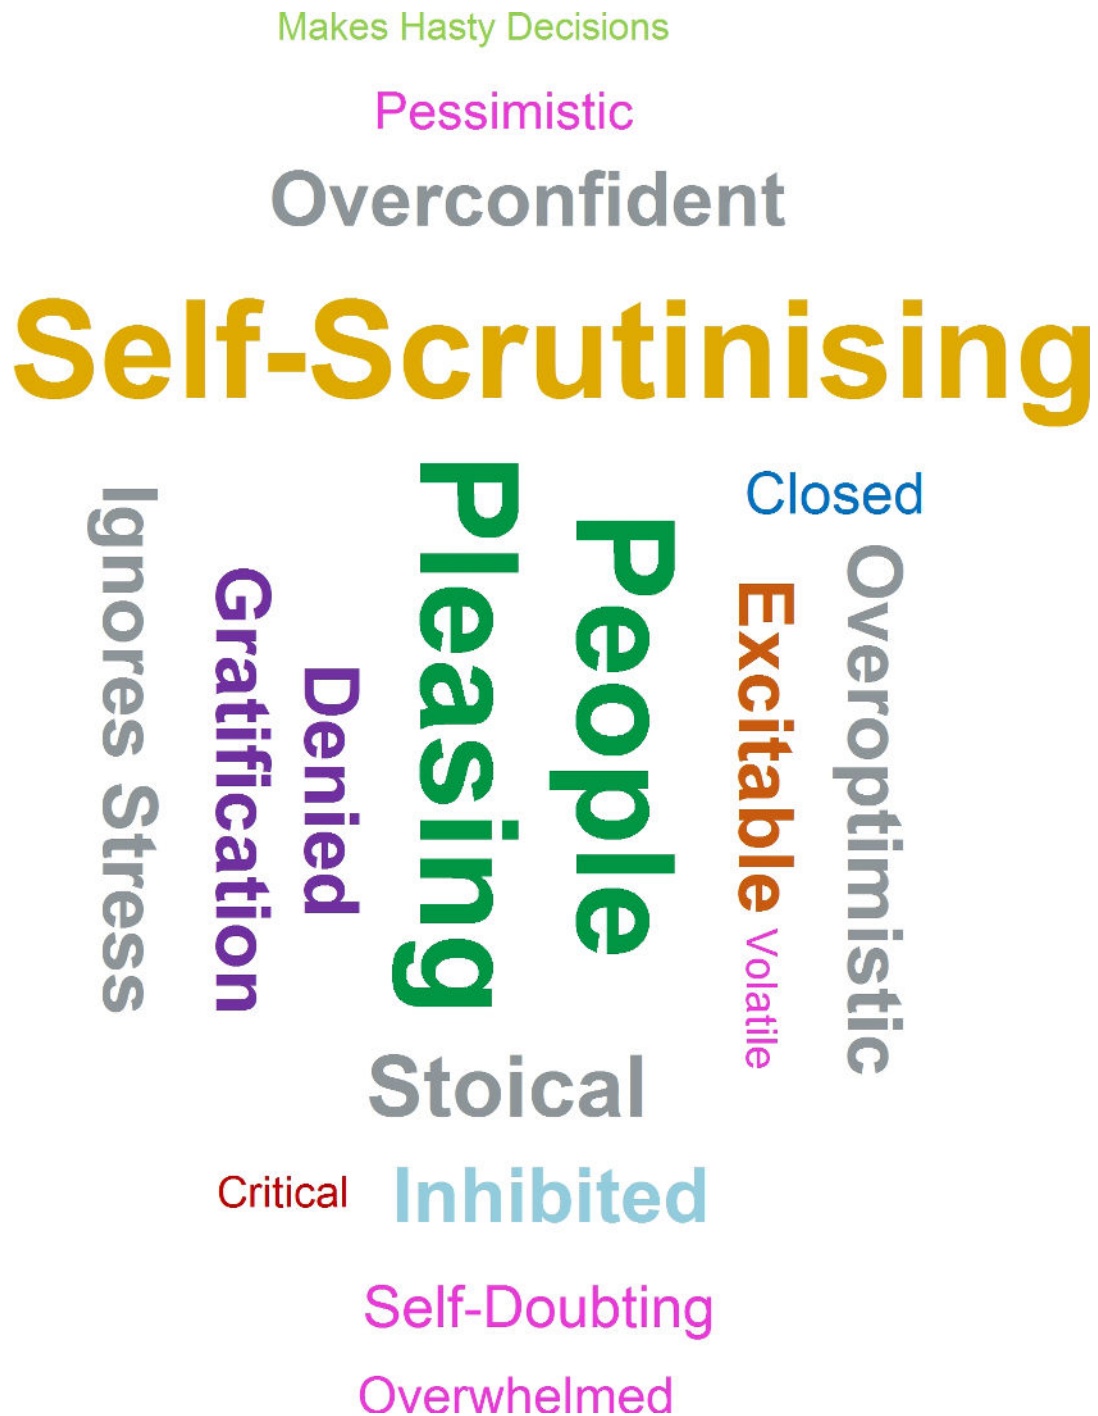 Makes Hasty Decisions
Pessimistic
Overconfident
Self-Scrutinising
Ignores Stress
Gratification
Denied
Pleasing
People
Closed
Excitable
Volatile
Overoptimistic
Stoical
Critical
Inhibited
Self-Doubting
Overwhelmed